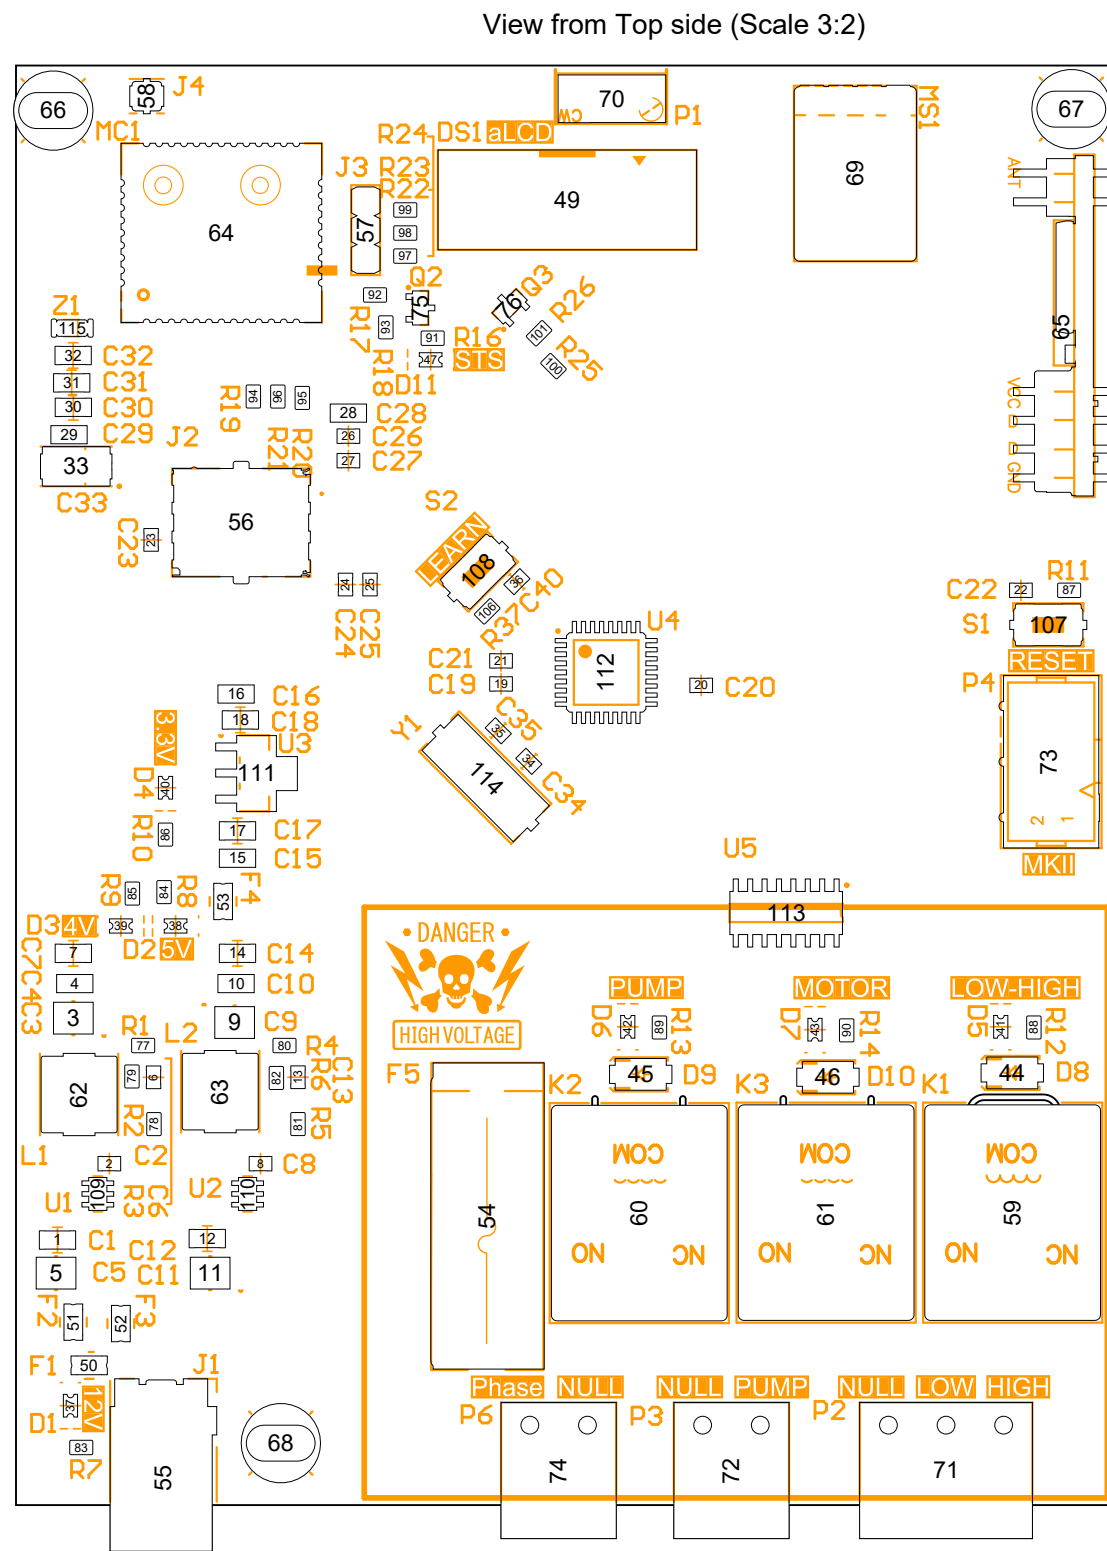 View from Top side (Scale 3:2)
66
58
J4
MC1
70
CW
P1
MS1
67
R24
DS1
aLCD
R23
R22
J3
64
57
99
98
97
49
69
ANT
65
VCC
GND
Z1
115
32
C32
31
C31
30
C30
29
C29
33
C33
92
R17
93
R18
Q2
75
91
R16
47
STS
D11
76
Q3
101
R26
100
R25
94
96
95
R19
R21
R20
28
C28
26
C26
27
C27
J2
56
23
C23
24
25
C24
C25
S2
LEARN
108
36
C40
106
R37
U4
112
21
C21
19
C19
20
C20
C22
22
R11
87
S1
107
RESET
P4
73
2
1
MKII
16
C16
18
C18
U3
111
3.3V
D4
40
R10
86
17
C17
15
C15
Y1
114
35
C35
34
C34
U5
113
R9
85
84
R8
53
F4
D3
4V
39
38
D2
5V
7
C7
4
C4
3
C3
14
C14
10
C10
9
C9
R1
77
L2
80
R4
62
79
6
63
82
13
R6
C13
R2
78
81
R5
L1
2
C2
8
C8
U1
109
R3
C6
U2
110
1
C1
12
C12
5
C5
11
C11
F2
51
52
F3
F1
50
J1
D1
37
12V
83
R7
55
68
DANGER
HIGH VOLTAGE
PUMP
MOTOR
LOW-HIGH
D6
42
89
R13
D7
43
90
R14
D5
41
88
R12
F5
54
K2
45
D9
K3
46
D10
K1
44
D8
COM
COM
COM
60
61
59
NO
NC
NO
NC
NO
NC
Phase
NULL
NULL
PUMP
NULL
LOW
HIGH
P6
P3
P2
74
72
71